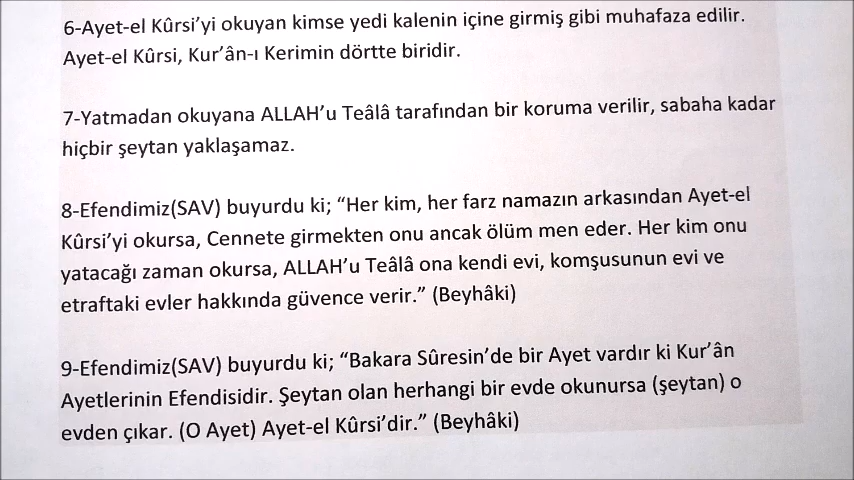 6-Ayet-el Kûrsi’yi okuyan kimse yedi kalenin içine girmiş gibi muhafaza edilir.
Ayet-el Kûrsi, Kur’ân-ı Kerimin dörtte biridir.
7-Yatmadan okuyana ALLAH’u Teâlâ tarafından bir koruma verilir, sabaha kadar
hiçbir şeytan yaklaşamaz.
8-Efendimiz(SAV) buyurdu ki; “Her kim, her farz namazın arkasından Ayet-el
Kûrsi’yi okursa, Cennete girmekten onu ancak ölüm men eder. Her kim onu
yatacağı zaman okursa, ALLAH’u Teâlâ ona kendi evi, komşusunun evi ve
etraftaki evler hakkında güvence verir.” (Beyhâki)
9-Efendimiz(SAV) buyurdu ki; “Bakara Sûresin’de bir Ayet vardır ki Kur’ân
Ayetlerinin Efendisidir. Şeytan olan herhangi bir evde okunursa (şeytan) o
evden çıkar. (O Ayet) Ayet-el Kûrsi’dir.” (Beyhâki)